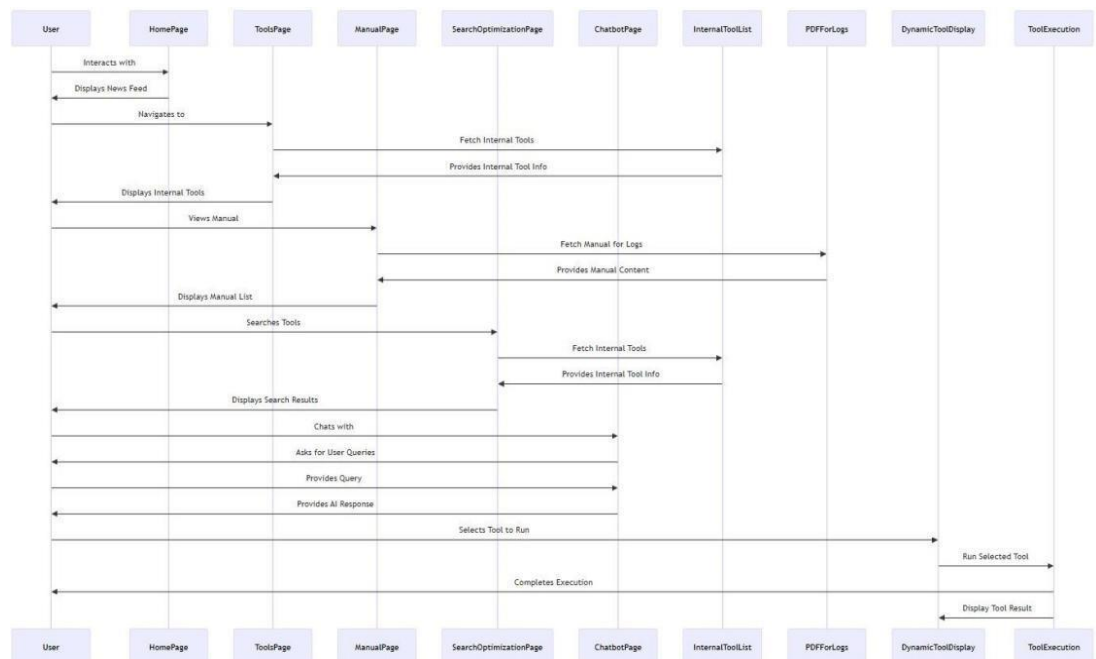 User HomePage ToolsPage ManualPage SearchOptimizationPage ChatbotPage InternalToolList PDFForLogs DynamicToolDisplay ToolExecution
Interacts with
Displays News Feed
Navigates to
Fetch Internal Tools
Provides Internal Tool Info
Displays Internal Tools
Views Manual
Fetch Manual for Logs
Provides Manual Content
Displays Manual List
Searches Tools
Fetch Internal Tools
Provides Internal Tool Info
Displays Search Results
Chats with
Asks for User Queries
Provides Query
Provides AI Response
Selects Tool to Run
Run Selected Tool
Completes Execution
Display Tool Result
User HomePage ToolsPage ManualPage SearchOptimizationPage ChatbotPage InternalToolList PDFForLogs DynamicToolDisplay ToolExecution